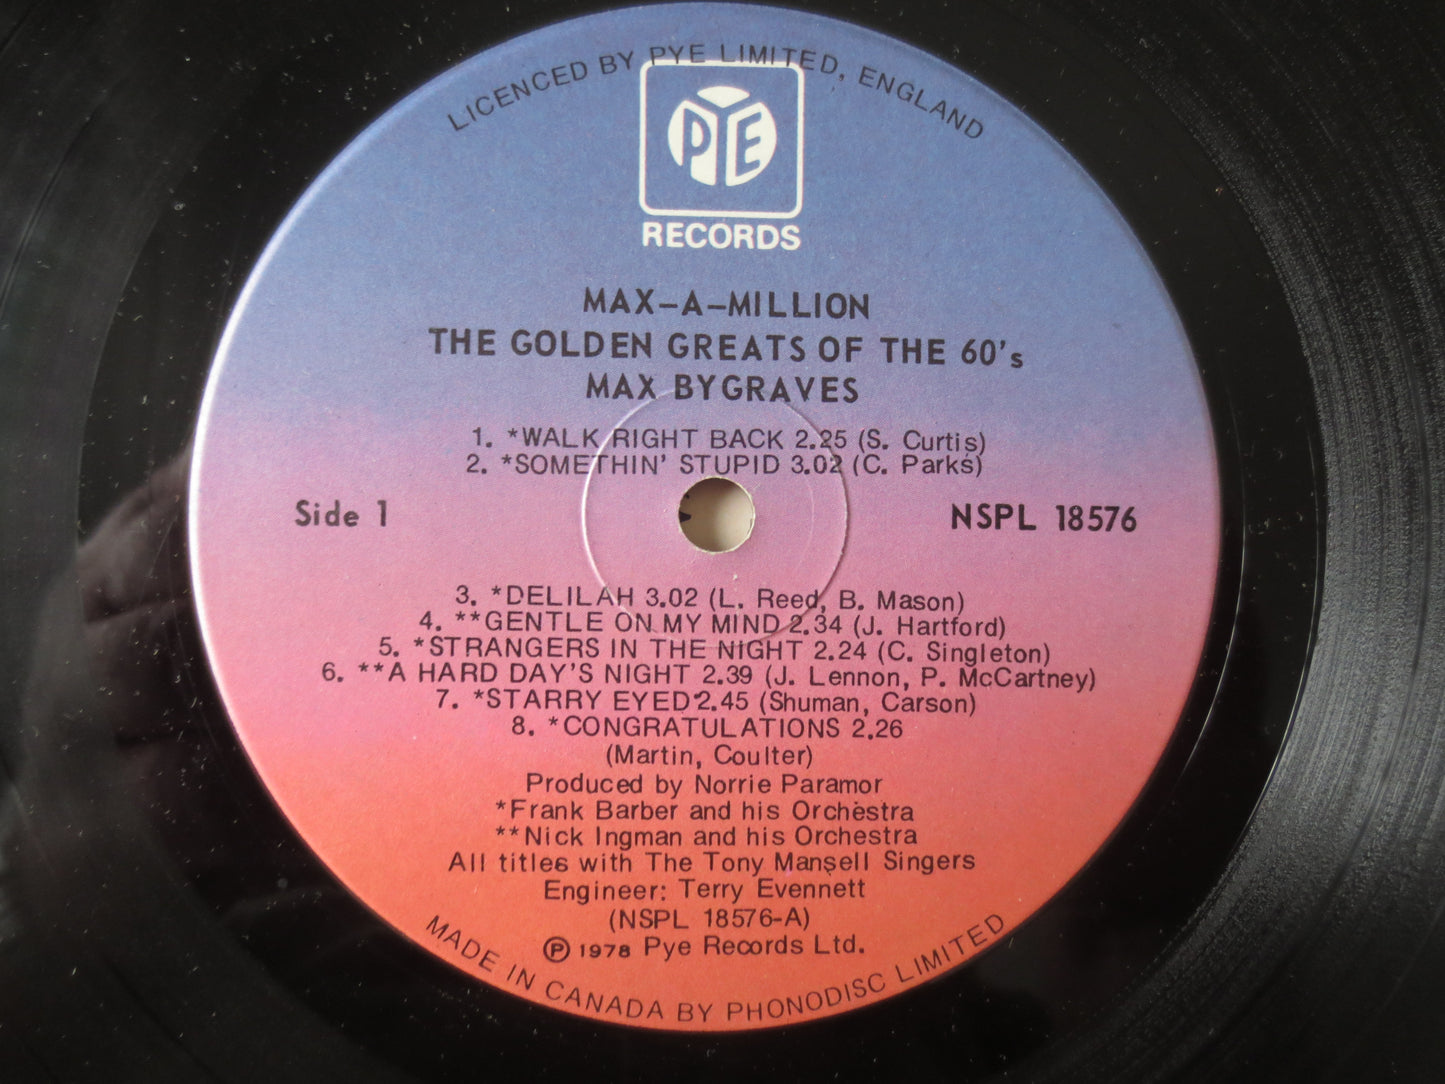 LICENCED BY PYE LIMITED, ENGLAND
PYE
RECORDS
MAX-A-MILLION
THE GOLDEN GREATS OF THE 60's
MAX BYGRAVES
1. *WALK RIGHT BACK 2.25 (S. Curtis)
2. *SOMETHIN' STUPID 3.02 (C. Parks)
Side 1
NSPL 18576
3. *DELILAH 3.02 (L. Reed, B. Mason)
4. **GENTLE ON MY MIND 2.34 (J. Hartford)
5. *STRANGERS IN THE NIGHT 2.24 (C. Singleton)
6. **A HARD DAY'S NIGHT 2.39 (J. Lennon, P. McCartney)
7. *STARRY EYED 2.45 (Shuman, Carson)
8. *CONGRATULATIONS 2.26
(Martin, Coulter)
Produced by Norrie Paramor
*Frank Barber and his Orchestra
**Nick Ingman and his Orchestra
All titles with The Tony Mansell Singers
Engineer: Terry Evennett
(NSPL 18576-A)
℗ 1978 Pye Records Ltd.
MADE IN CANADA BY PHONODISC LIMITED